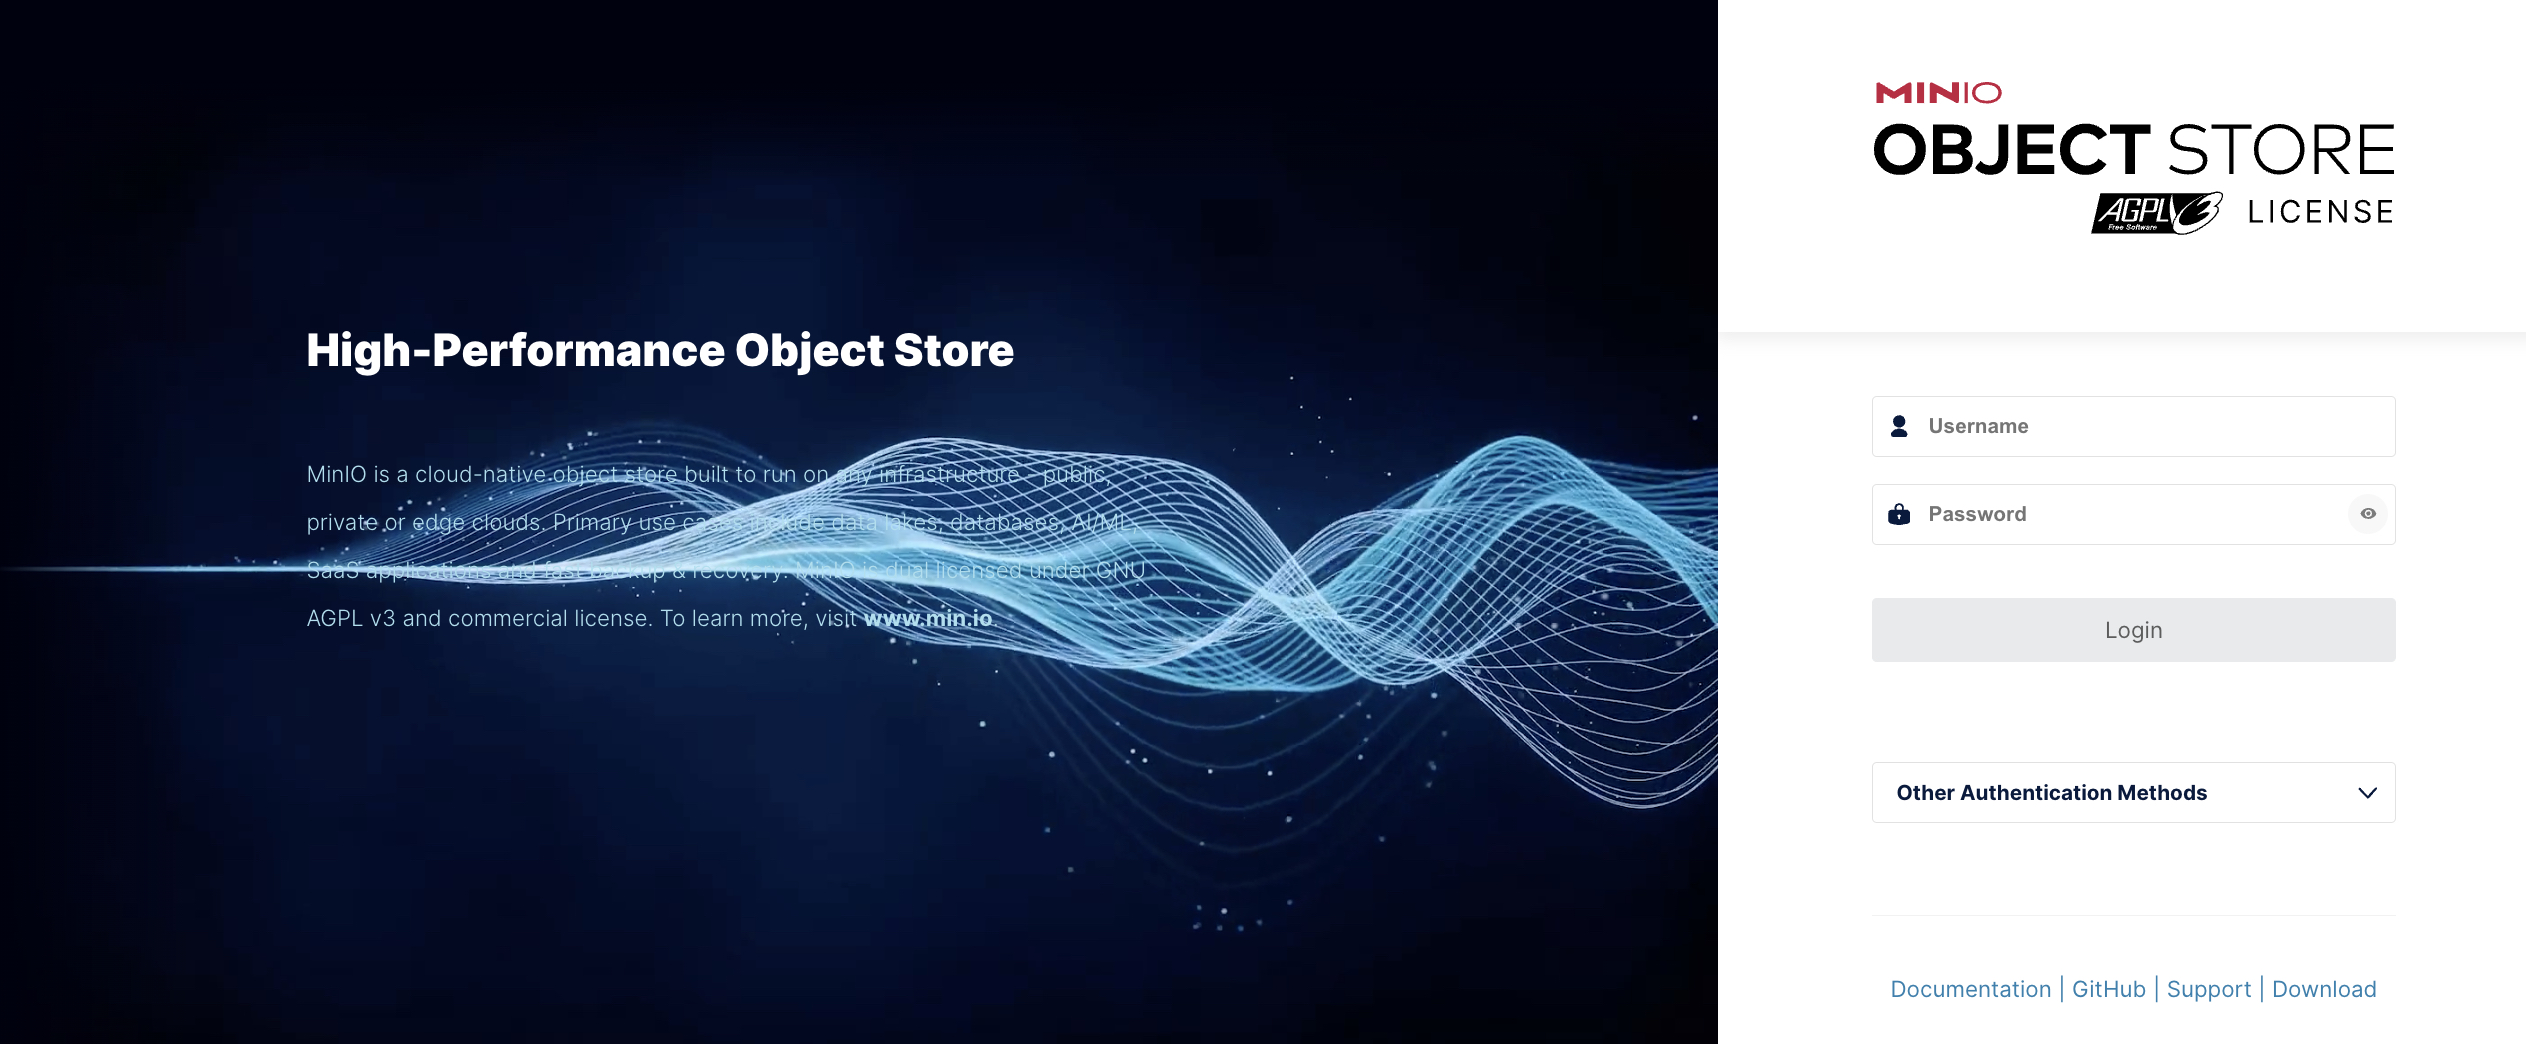 High-Performance Object Store
MinIO is a cloud-native object store built to run on any infrastructure - public,
private or edge clouds. Primary use cases include data lakes, databases, AI/ML,
SaaS applications and fast backup & recovery. MinIO is dual licensed under GNU
AGPL v3 and commercial license. To learn more, visit www.min.io.
MINIO
OBJECT STORE
AGPLv3 Free Software LICENSE
Username
Password
Login
Other Authentication Methods
Documentation | GitHub | Support | Download